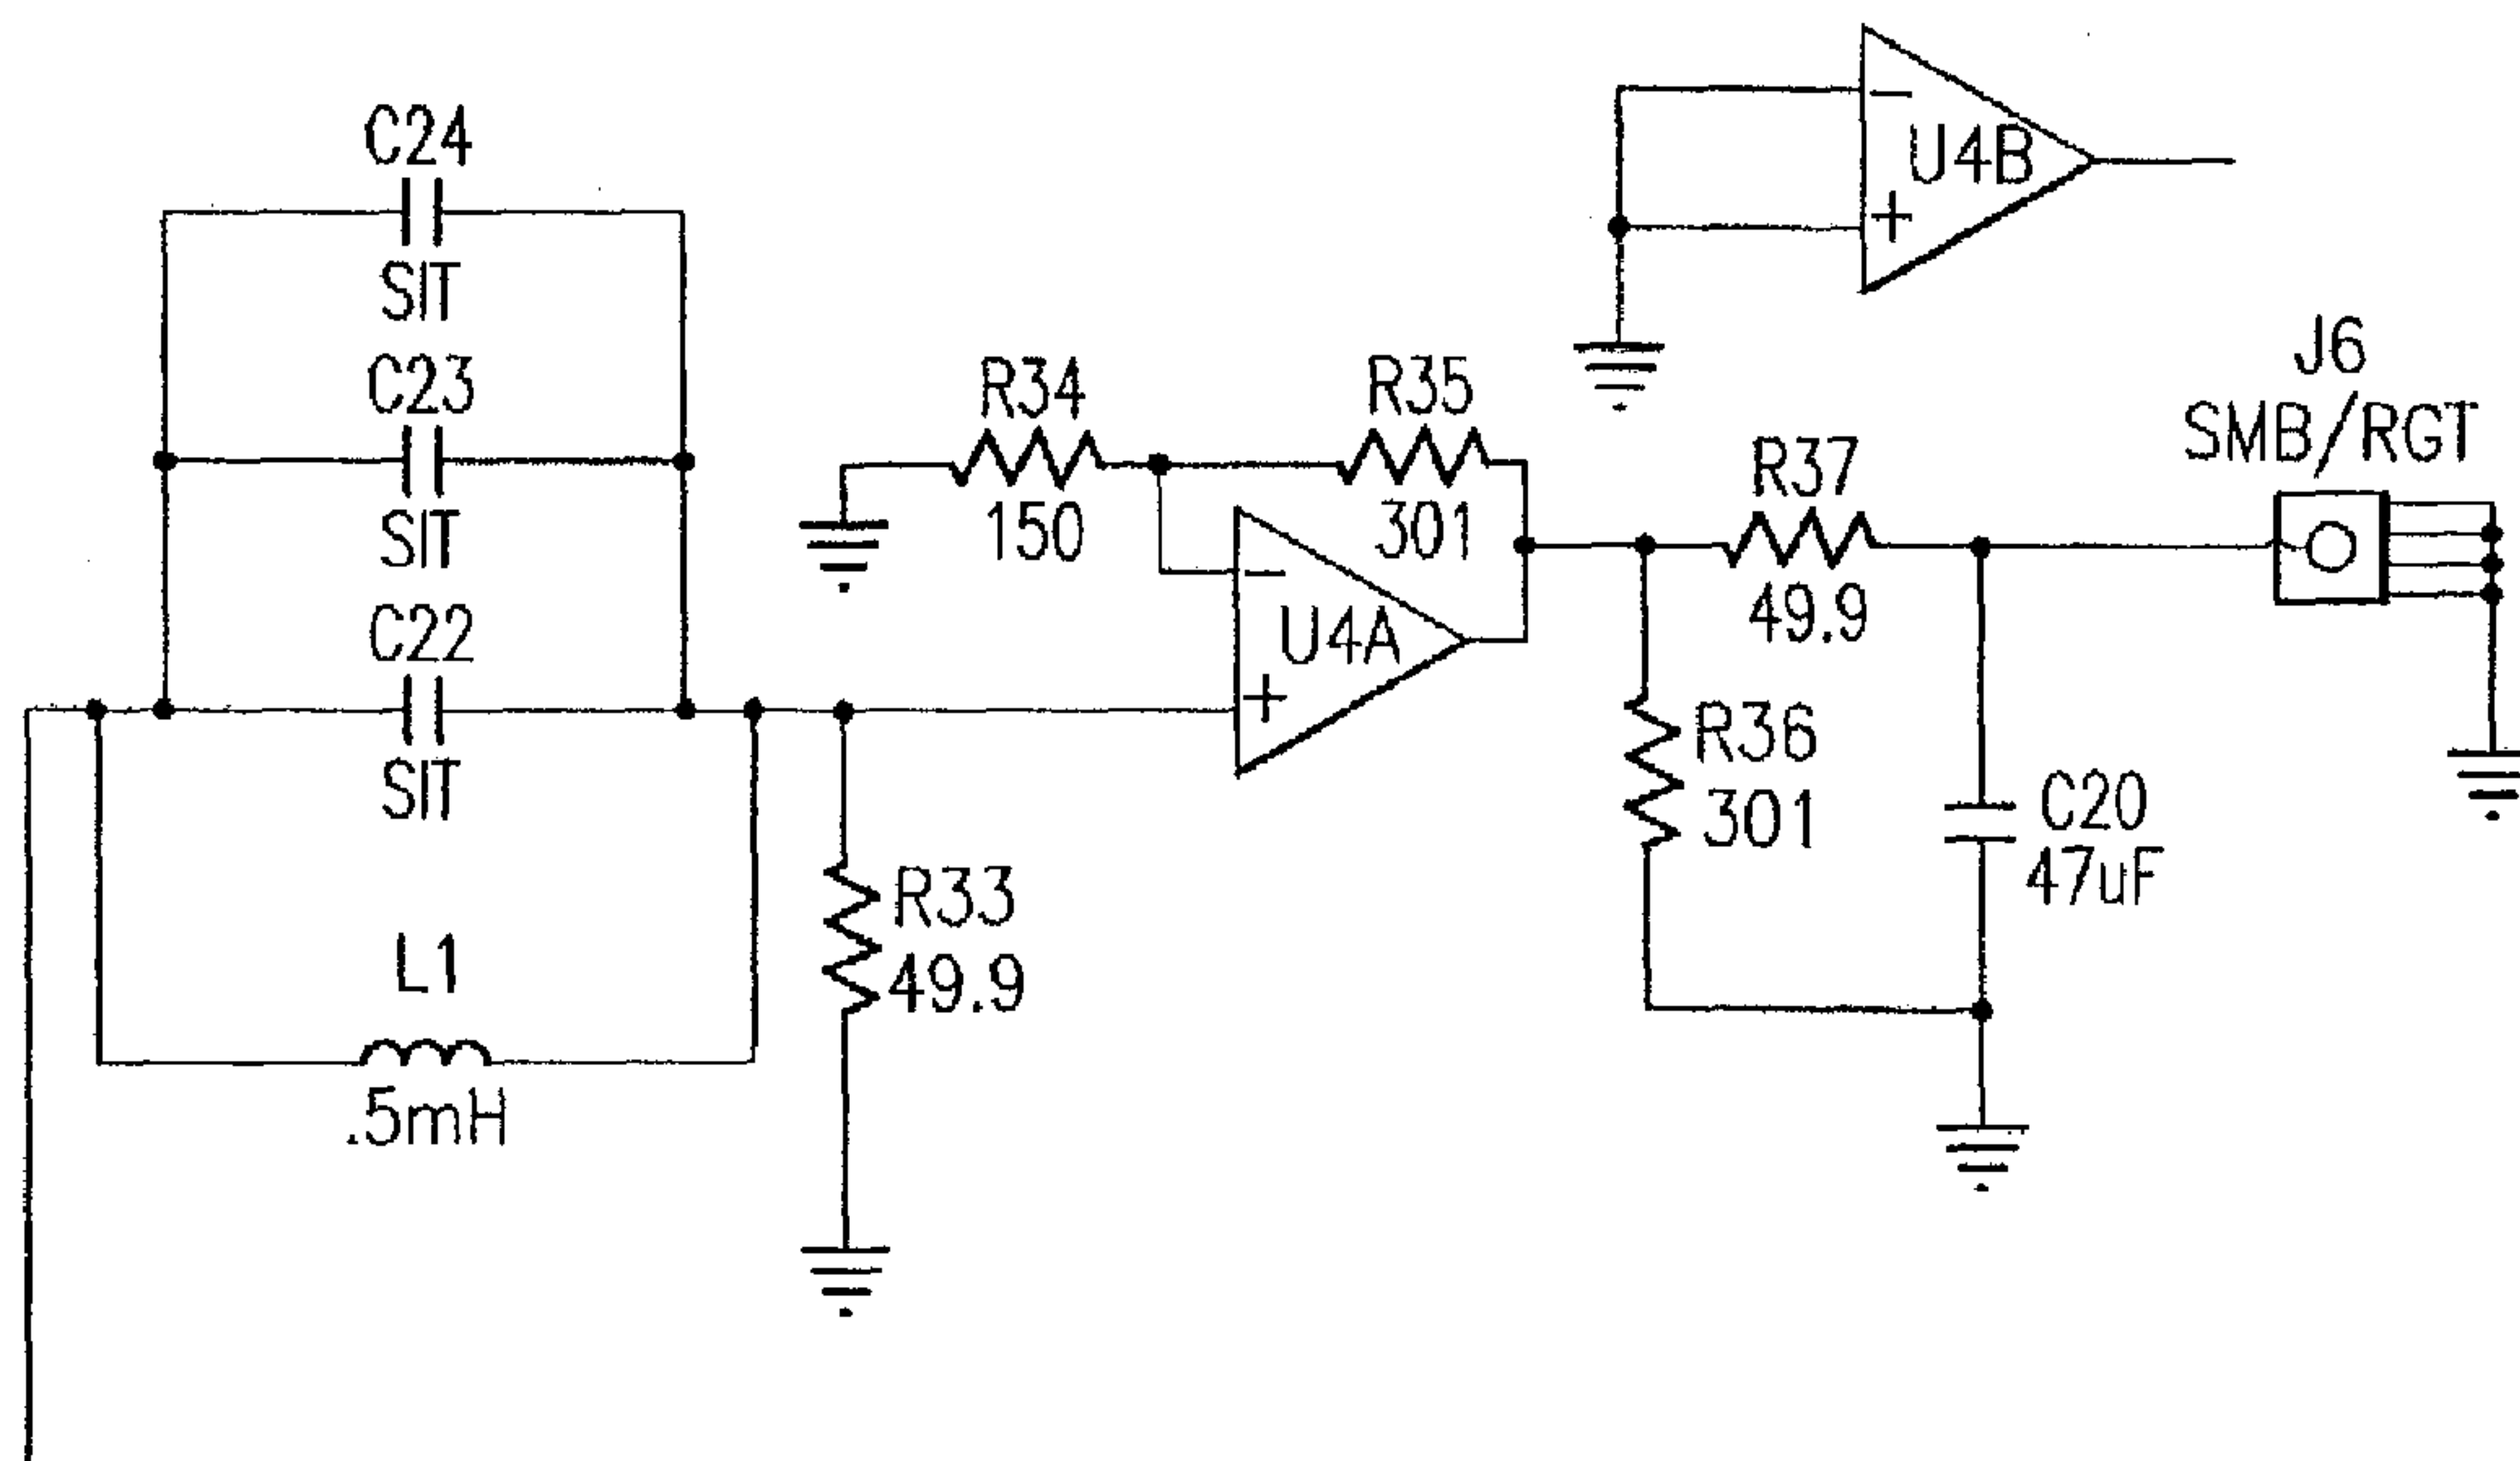 C24
SIT
C23
SIT
C22
SIT
L1
.5mH
R34
150
R35
301
−
U4A
+
R33
49.9
−
U4B
+
R37
49.9
R36
301
C20
47uF
J6
SMB/RGT